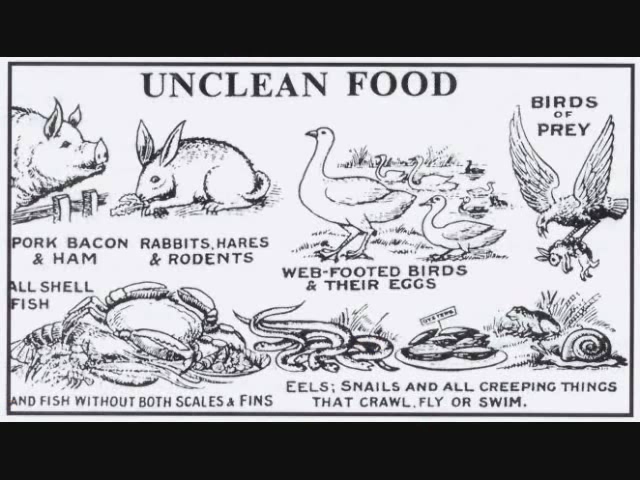 UNCLEAN FOOD
BIRDS
OF
PREY
PORK BACON
& HAM
RABBITS, HARES
& RODENTS
WEB-FOOTED BIRDS
& THEIR EGGS
ALL SHELL
FISH
OYSTERS
AND FISH WITHOUT BOTH SCALES & FINS
EELS; SNAILS AND ALL CREEPING THINGS
THAT CRAWL, FLY OR SWIM.